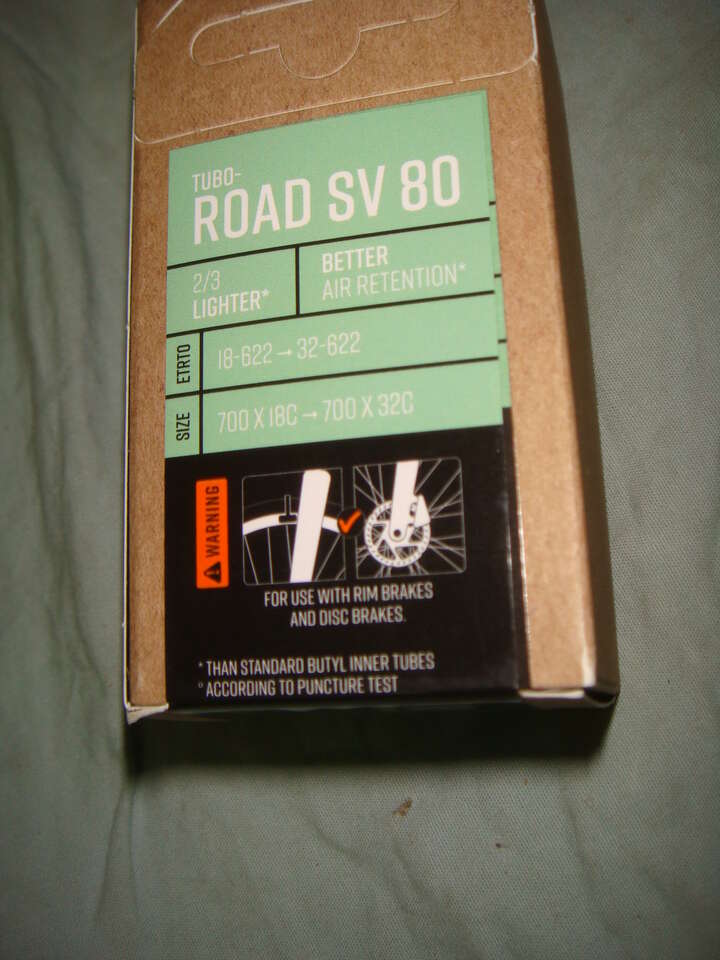 TUBO-
ROAD SV 80
2/3
LIGHTER*
BETTER
AIR RETENTION*
ETRTO
18-622 → 32-622
SIZE
700 X 18C → 700 X 32C
WARNING
FOR USE WITH RIM BRAKES
AND DISC BRAKES.
* THAN STANDARD BUTYL INNER TUBES
° ACCORDING TO PUNCTURE TEST